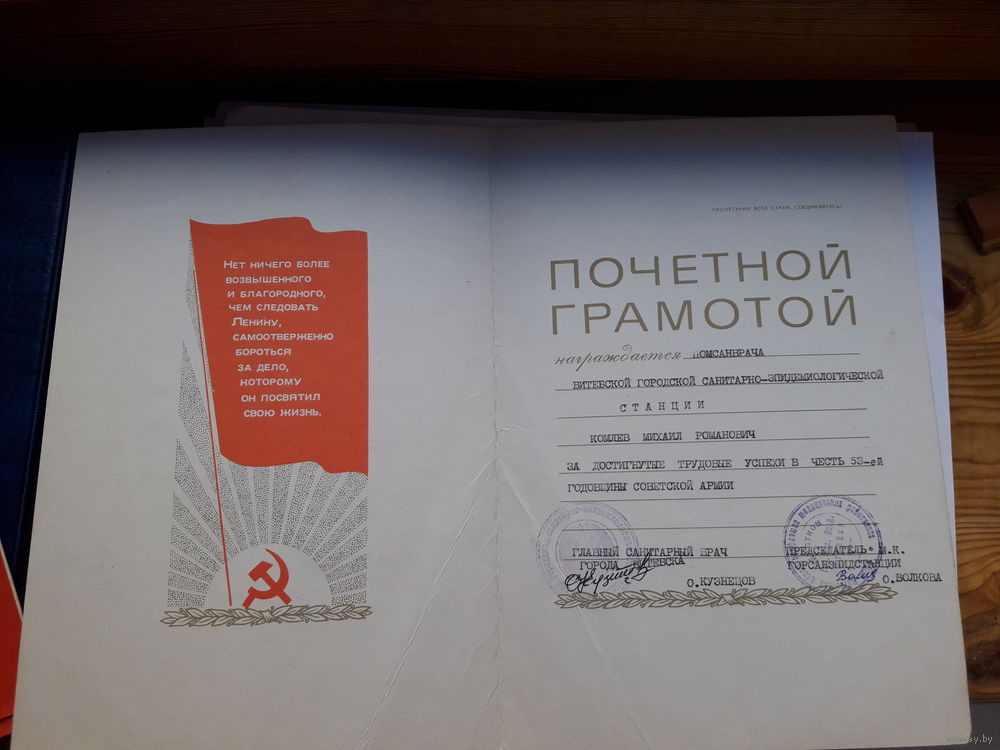 Нет ничего более
возвышенного
и благородного,
чем следовать
Ленину,
самоотверженно
бороться
за дело,
которому
он посвятил
свою жизнь.
ПРОЛЕТАРИИ ВСЕХ СТРАН, СОЕДИНЯЙТЕСЬ!
ПОЧЕТНОЙ
ГРАМОТОЙ
награждается ПОМСАНВРАЧА
ВИТЕБСКОЙ ГОРОДСКОЙ САНИТАРНО-ЭПИДЕМИОЛОГИЧЕСКОЙ
СТАНЦИИ
КОМЛЕВ МИХАИЛ РОМАНОВИЧ
ЗА ДОСТИГНУТЫЕ ТРУДОВЫЕ УСПЕХИ В ЧЕСТЬ 53-ей
ГОДОВЩИНЫ СОВЕТСКОЙ АРМИИ
ГЛАВНЫЙ САНИТАРНЫЙ ВРАЧ
ГОРОДА ВИТЕБСКА
О.КУЗНЕЦОВ
ПРЕДСЕДАТЕЛЬ М.К.
ГОРСАНЭПИДСТАНЦИИ
О.ВОЛКОВА